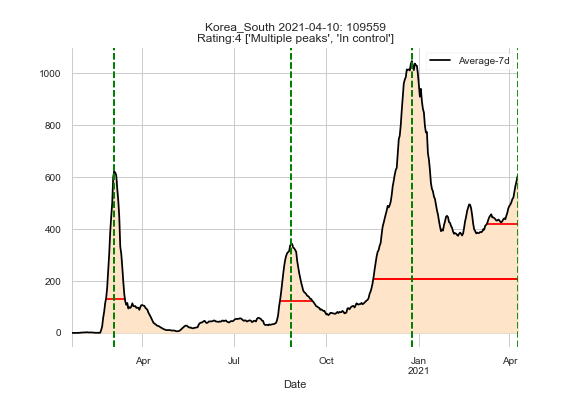 Korea_South 2021-04-10: 109559
Rating:4 ['Multiple peaks', 'In control']
Average-7d
1000
800
600
400
200
0
Apr
Jul
Oct
Jan
2021
Apr
Date